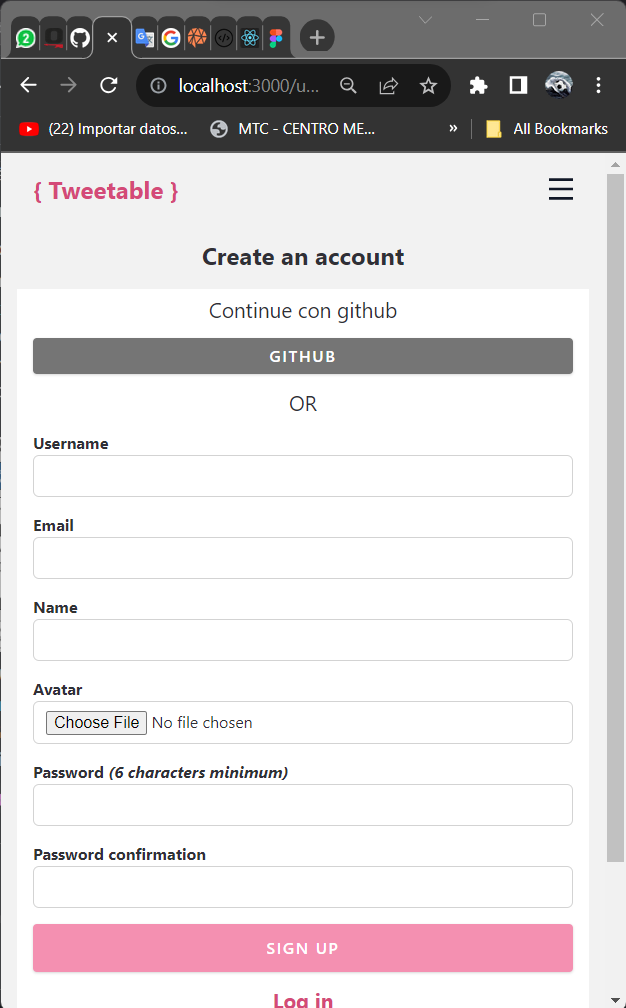 2
localhost:3000/u...
(22) Importar datos...
MTC - CENTRO ME...
»
All Bookmarks
{ Tweetable }
Create an account
Continue con github
GITHUB
OR
Username
Email
Name
Avatar
Choose File No file chosen
Password (6 characters minimum)
Password confirmation
SIGN UP
Log in